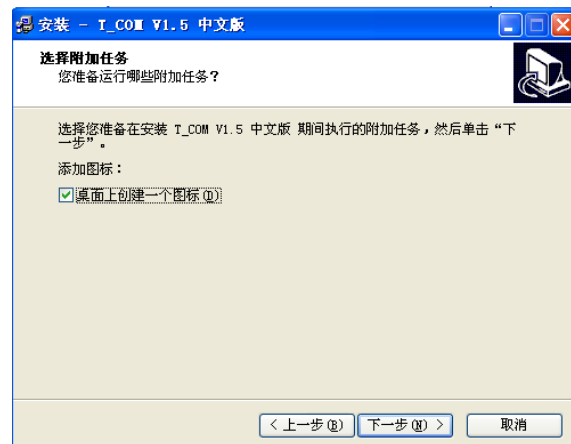 安装 - T_COM V1.5 中文版
选择附加任务
您准备运行哪些附加任务?
选择您准备在安装 T_COM V1.5 中文版 期间执行的附加任务，然后单击“下
一步”。
添加图标：
桌面上创建一个图标(D)
< 上一步(B)
下一步(N) >
取消